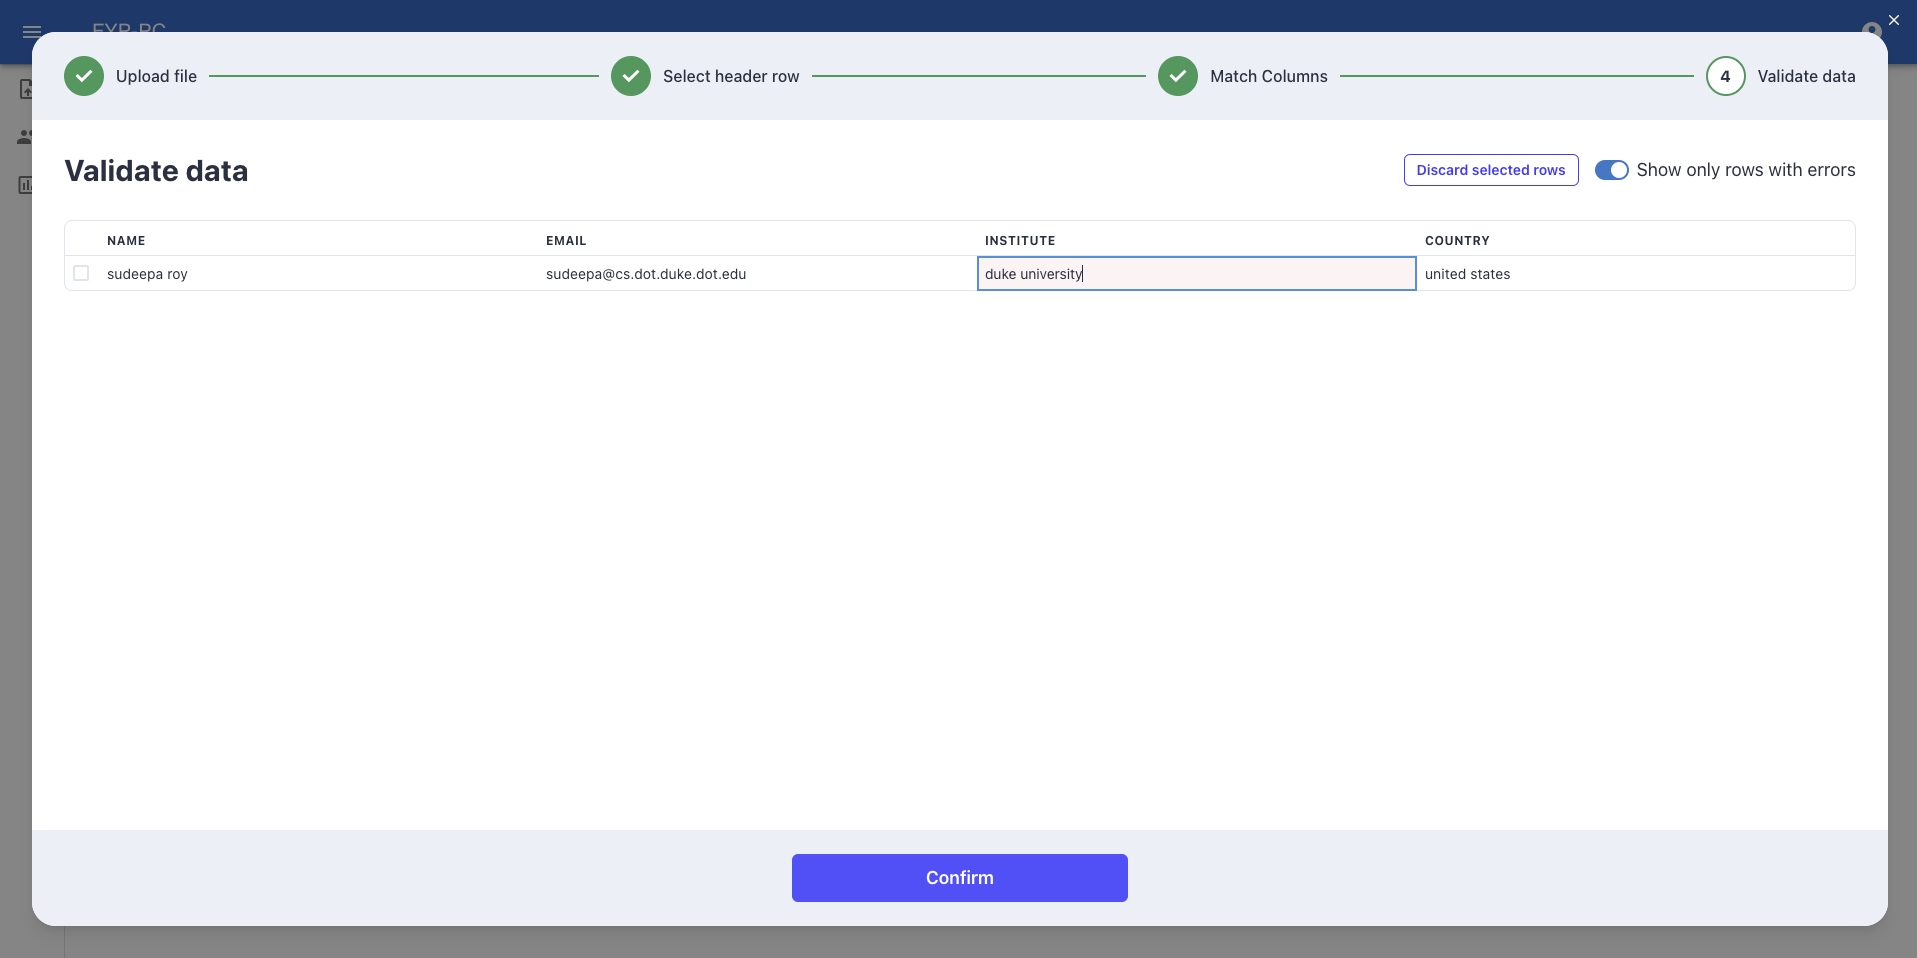 Upload file
Select header row
Match Columns
4 Validate data
Validate data
Discard selected rows
Show only rows with errors
NAME EMAIL INSTITUTE COUNTRY
sudeepa roy sudeepa@cs.dot.duke.dot.edu duke university united states
Confirm